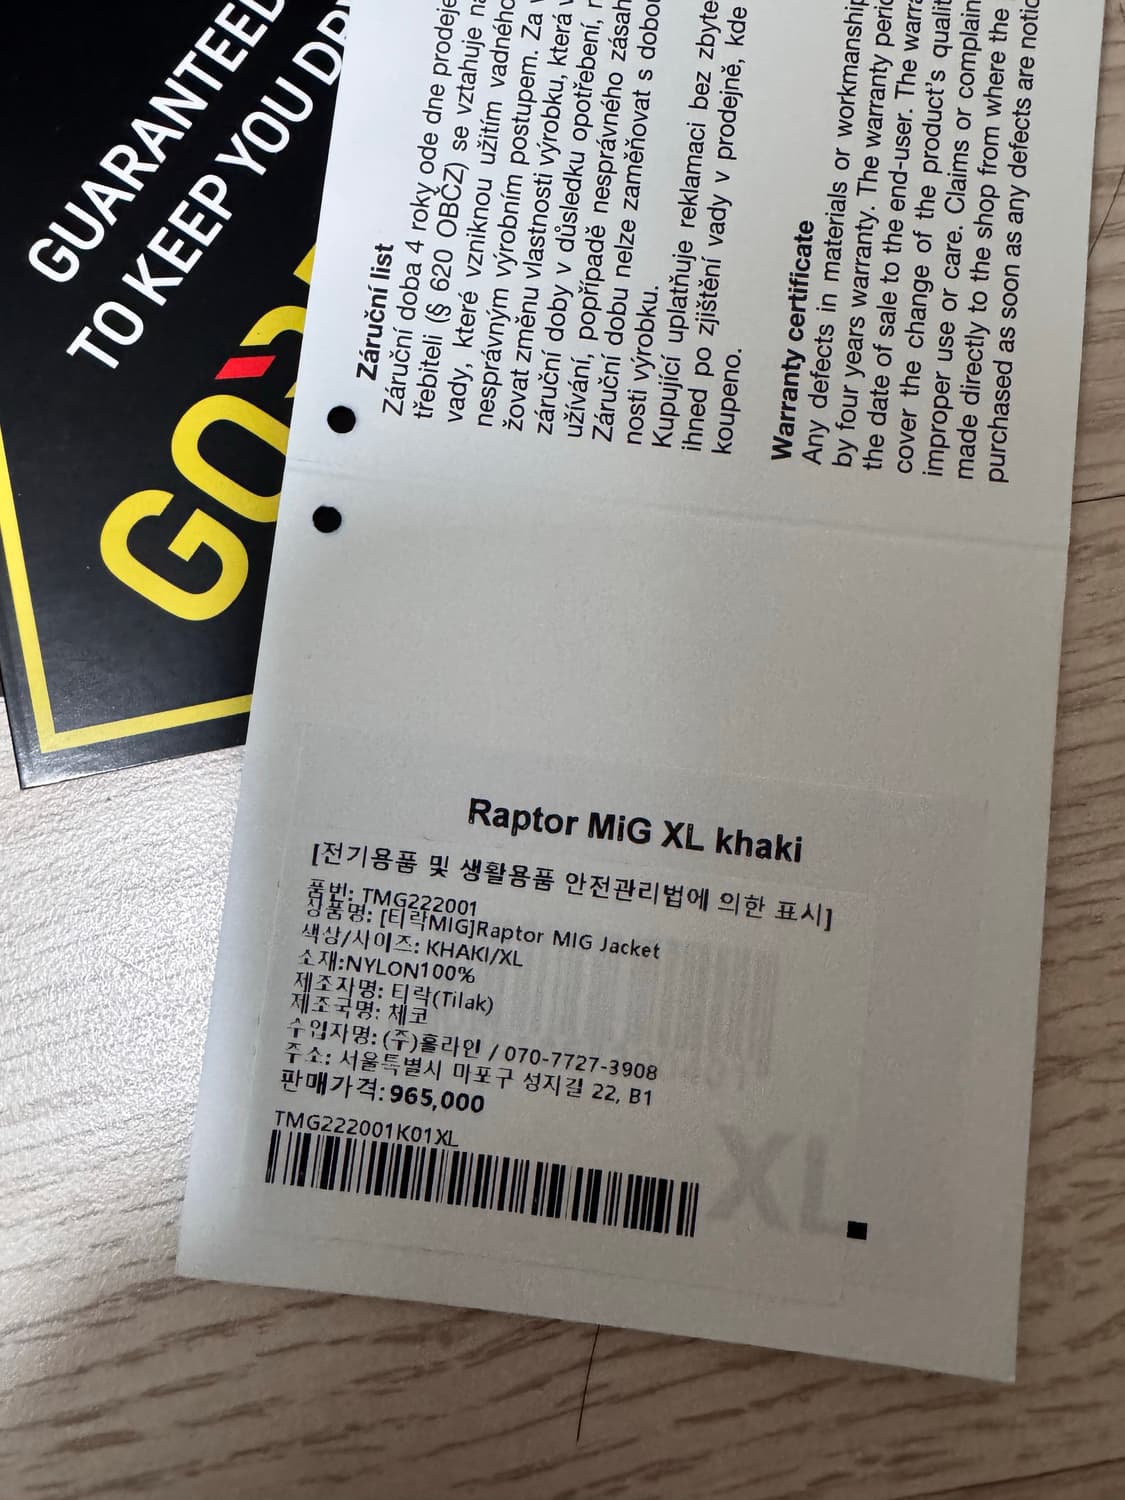 GUARANTEED
TO KEEP YOU DRY
GO
Záruční list
Záruční doba 4 roky ode dne prodeje
třebiteli (§ 620 OBČZ) se vztahuje na
vady, které vzniknou užitím vadného
nesprávným výrobním postupem. Za
žovat změnu vlastnosti výrobku, která
záruční doby v důsledku opotřebení,
užívání, popřípadě nesprávného zásah
Záruční dobu nelze zaměňovat s dobou
nosti výrobku.
Kupující uplatňuje reklamaci bez zbyte
ihned po zjištění vady v prodejně, kde
koupeno.
Warranty certificate
Any defects in materials or workmanship
by four years warranty. The warranty period
the date of sale to the end-user. The warra
cover the change of the product's quality
improper use or care. Claims or complain
made directly to the shop from where the
purchased as soon as any defects are notic
Raptor MiG XL khaki
[전기용품 및 생활용품 안전관리법에 의한 표시]
품번: TMG222001
상품명: [티락MIG]Raptor MIG Jacket
색상/사이즈: KHAKI/XL
소재:NYLON100%
제조자명: 티락(Tilak)
제조국명: 체코
수입자명: (주)홀라인 / 070-7727-3908
주소: 서울특별시 마포구 성지길 22, B1
판매가격: 965,000
TMG222001K01XL
XL